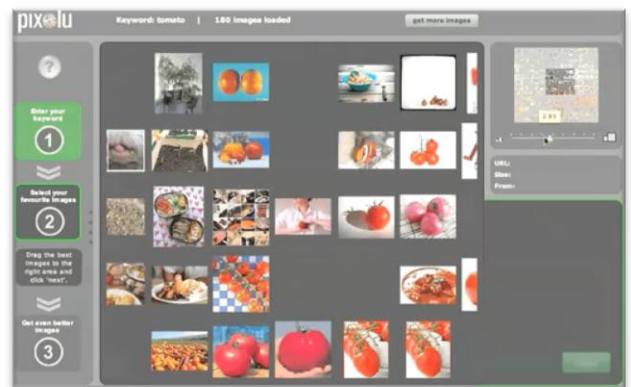 pixolu
Keyword: tomato | 180 images loaded
get more images
?
Enter your
keyword
1
Select your
favourite images
2
Drag the best
images to the
right area and
click 'next'.
Get even better
images
3
URL:
Size:
From: